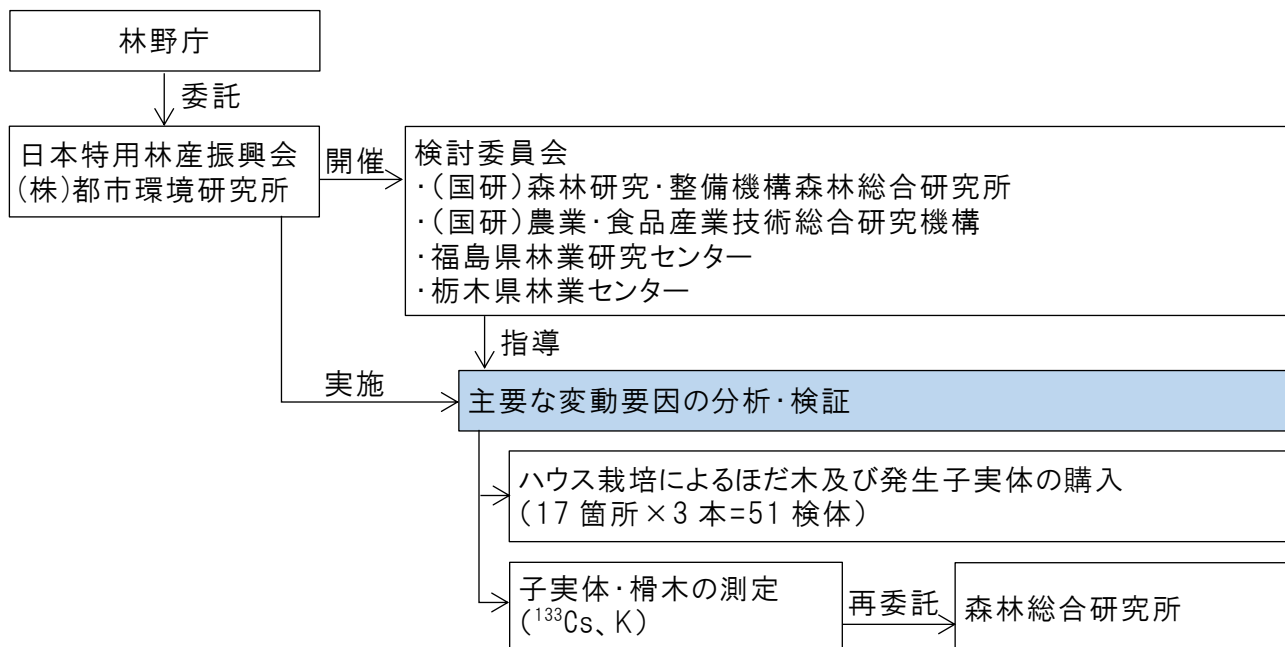 林野庁
委託
日本特用林産振興会
(株)都市環境研究所
開催
検討委員会
・(国研)森林研究・整備機構森林総合研究所
・(国研)農業・食品産業技術総合研究機構
・福島県林業研究センター
・栃木県林業センター
指導
実施
主要な変動要因の分析・検証
ハウス栽培によるほだ木及び発生子実体の購入
(17 箇所×3 本=51 検体)
子実体・榾木の測定
(¹³³Cs、K)
再委託
森林総合研究所